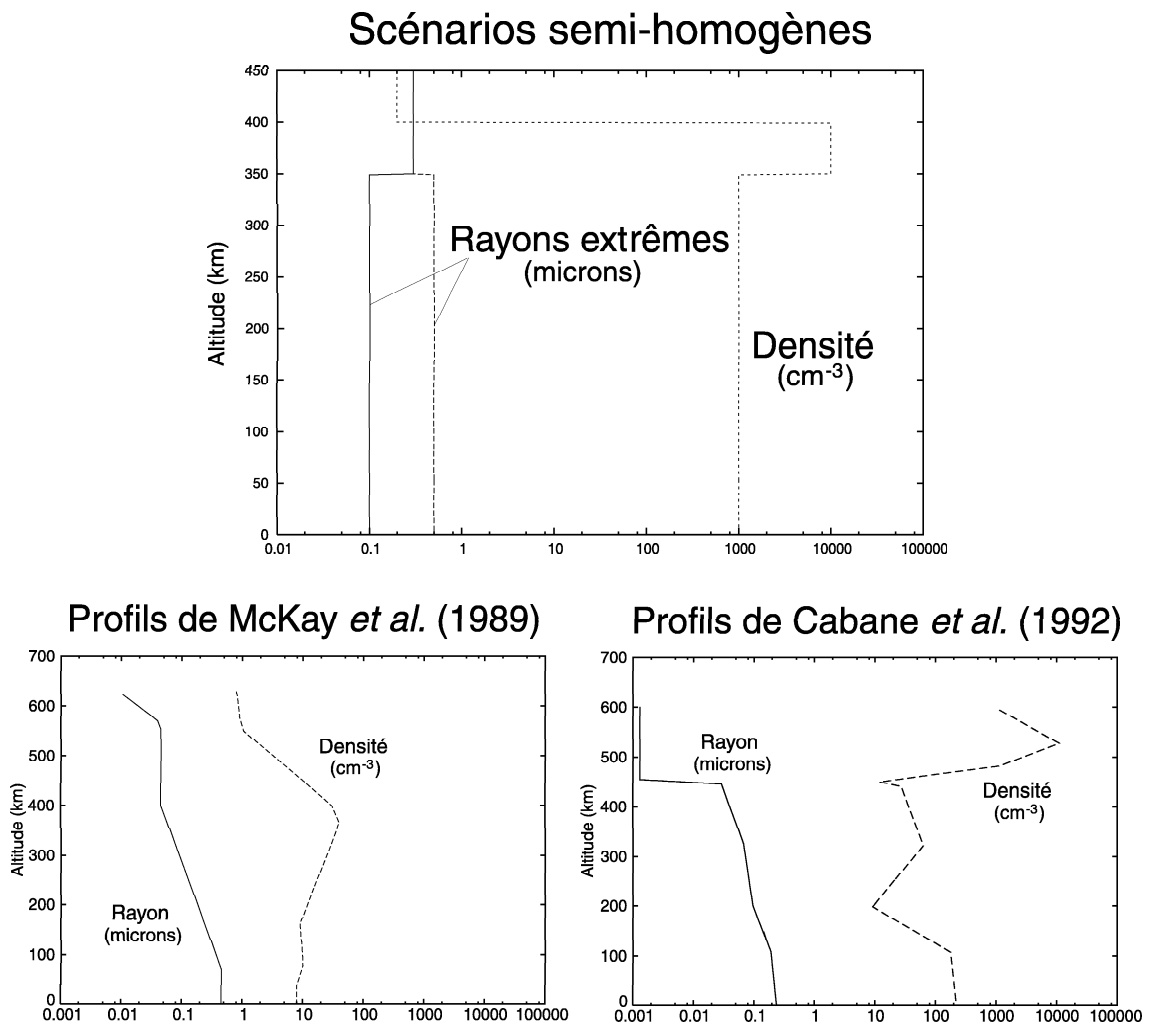 Scénarios semi-homogènes
450
400
350
300
250
200
150
100
50
0
Altitude (km)
Rayons extrêmes
(microns)
Densité
(cm-3)
0.01 0.1 1 10 100 1000 10000 100000
Profils de McKay et al. (1989)
700
600
500
400
300
200
100
0
Altitude (km)
Densité
(cm-3)
Rayon
(microns)
0.001 0.01 0.1 1 10 100 1000 10000 100000
Profils de Cabane et al. (1992)
700
600
500
400
300
200
100
0
Altitude (km)
Rayon
(microns)
Densité
(cm-3)
0.001 0.01 0.1 1 10 100 1000 10000 100000